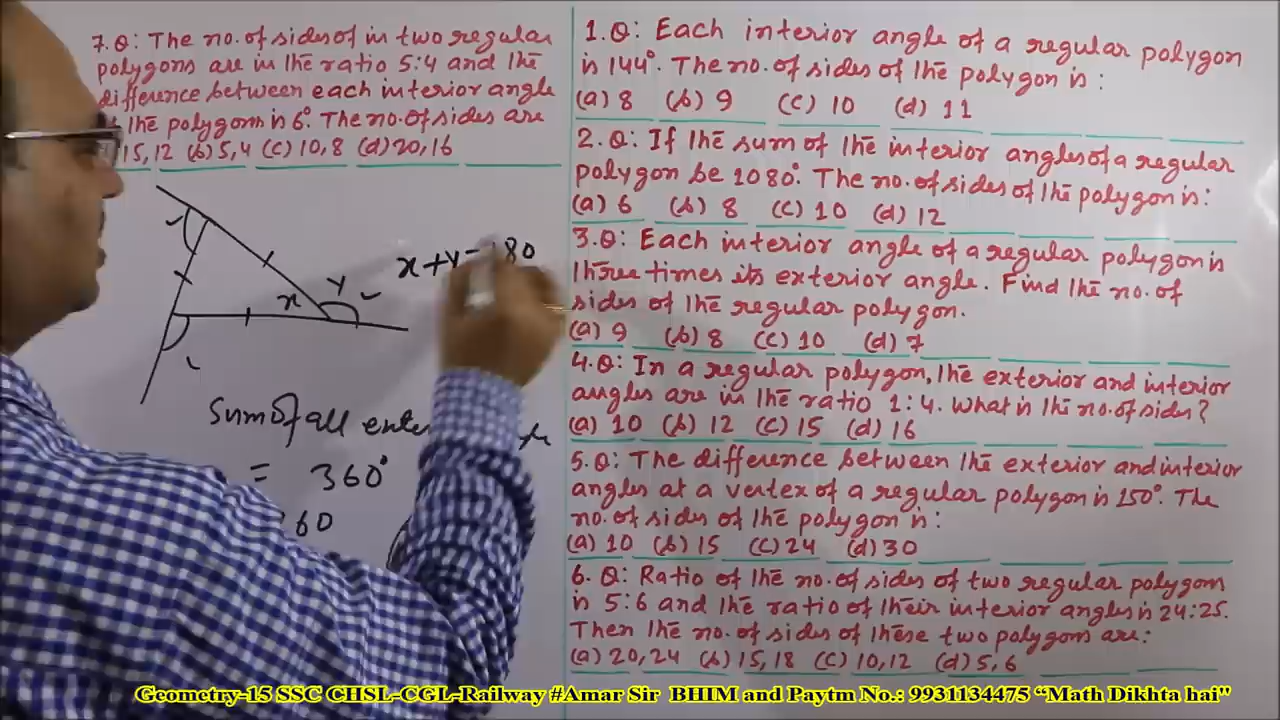 7.Q: The no. of sides of in two regular
polygons are in the ratio 5:4 and the
difference between each interior angle
the polygons is 6°. The no. of sides are
15,12 (b) 5,4 (c) 10,8 (d) 20,16
x+y=180
y
x
Sum of all exte
= 360°
60
1.Q: Each interior angle of a regular polygon
is 144°. The no. of sides of the polygon is :
(a) 8 (b) 9 (c) 10 (d) 11
2.Q: If the sum of the interior angles of a regular
polygon be 1080°. The no. of sides of the polygon is:
(a) 6 (b) 8 (c) 10 (d) 12
3.Q: Each interior angle of a regular polygon is
three times its exterior angle. Find the no. of
sides of the regular polygon.
(a) 9 (b) 8 (c) 10 (d) 7
4.Q: In a regular polygon, the exterior and interior
angles are in the ratio 1:4. What is the no. of sides?
(a) 10 (b) 12 (c) 15 (d) 16
5.Q: The difference between the exterior and interior
angles at a vertex of a regular polygon is 150°. The
no. of sides of the polygon is:
(a) 10 (b) 15 (c) 24 (d) 30
6. Q: Ratio of the no. of sides of two regular polygons
is 5:6 and the ratio of their interior angles is 24:25.
Then the no. of sides of these two polygons are:
(a) 20,24 (b) 15,18 (c) 10,12 (d) 5,6
Geometry-15 SSC CHSL-CGL-Railway #Amar Sir BHIM and Paytm No.: 9931134475 “Math Dikhta hai"